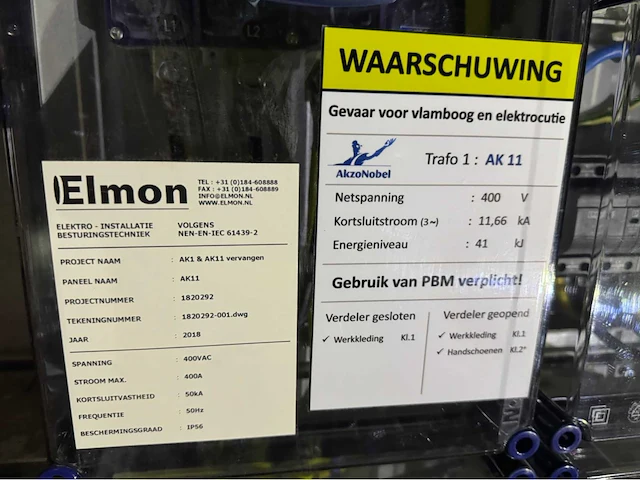 L2
WAARSCHUWING
Gevaar voor vlamboog en elektrocutie
AkzoNobel
Trafo 1 : AK 11
Netspanning : 400 V
Kortsluitstroom (3~) : 11,66 kA
Energieniveau : 41 kJ
Gebruik van PBM verplicht!
Verdeler gesloten
✓ Werkkleding Kl.1
Verdeler geopend
✓ Werkkleding Kl.1
✓ Handschoenen Kl.2*
Elmon
TEL : +31 (0)184-608888
FAX : +31 (0)184-608889
INFO@ELMON.NL
WWW.ELMON.NL
ELEKTRO - INSTALLATIE
BESTURINGSTECHNIEK
VOLGENS
NEN-EN-IEC 61439-2
PROJECT NAAM : AK1 & AK11 vervangen
PANEEL NAAM : AK11
PROJECTNUMMER : 1820292
TEKENINGNUMMER : 1820292-001.dwg
JAAR : 2018
SPANNING : 400VAC
STROOM MAX. : 400A
KORTSLUITVASTHEID : 50kA
FREQUENTIE : 50Hz
BESCHERMINGSGRAAD : IP56